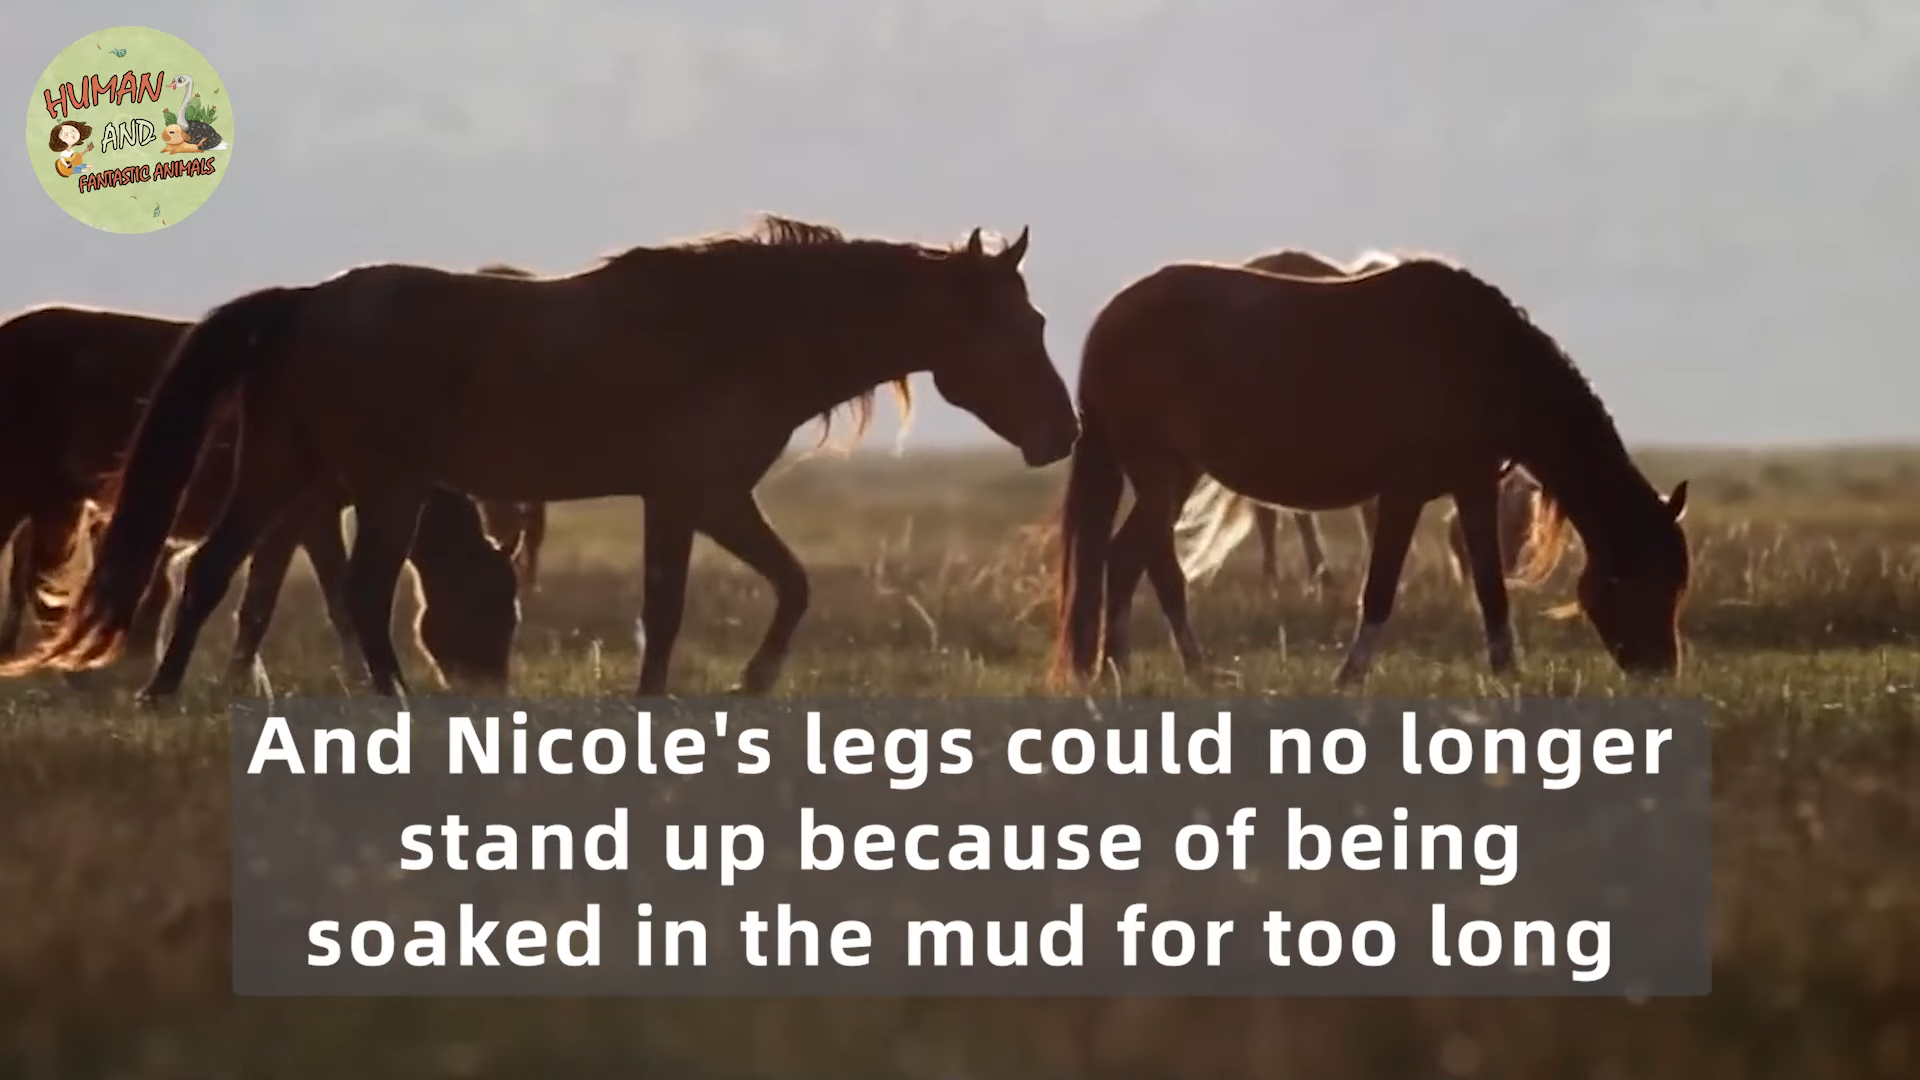 HUMAN
AND
FANTASTIC ANIMALS
And Nicole's legs could no longer
stand up because of being
soaked in the mud for too long